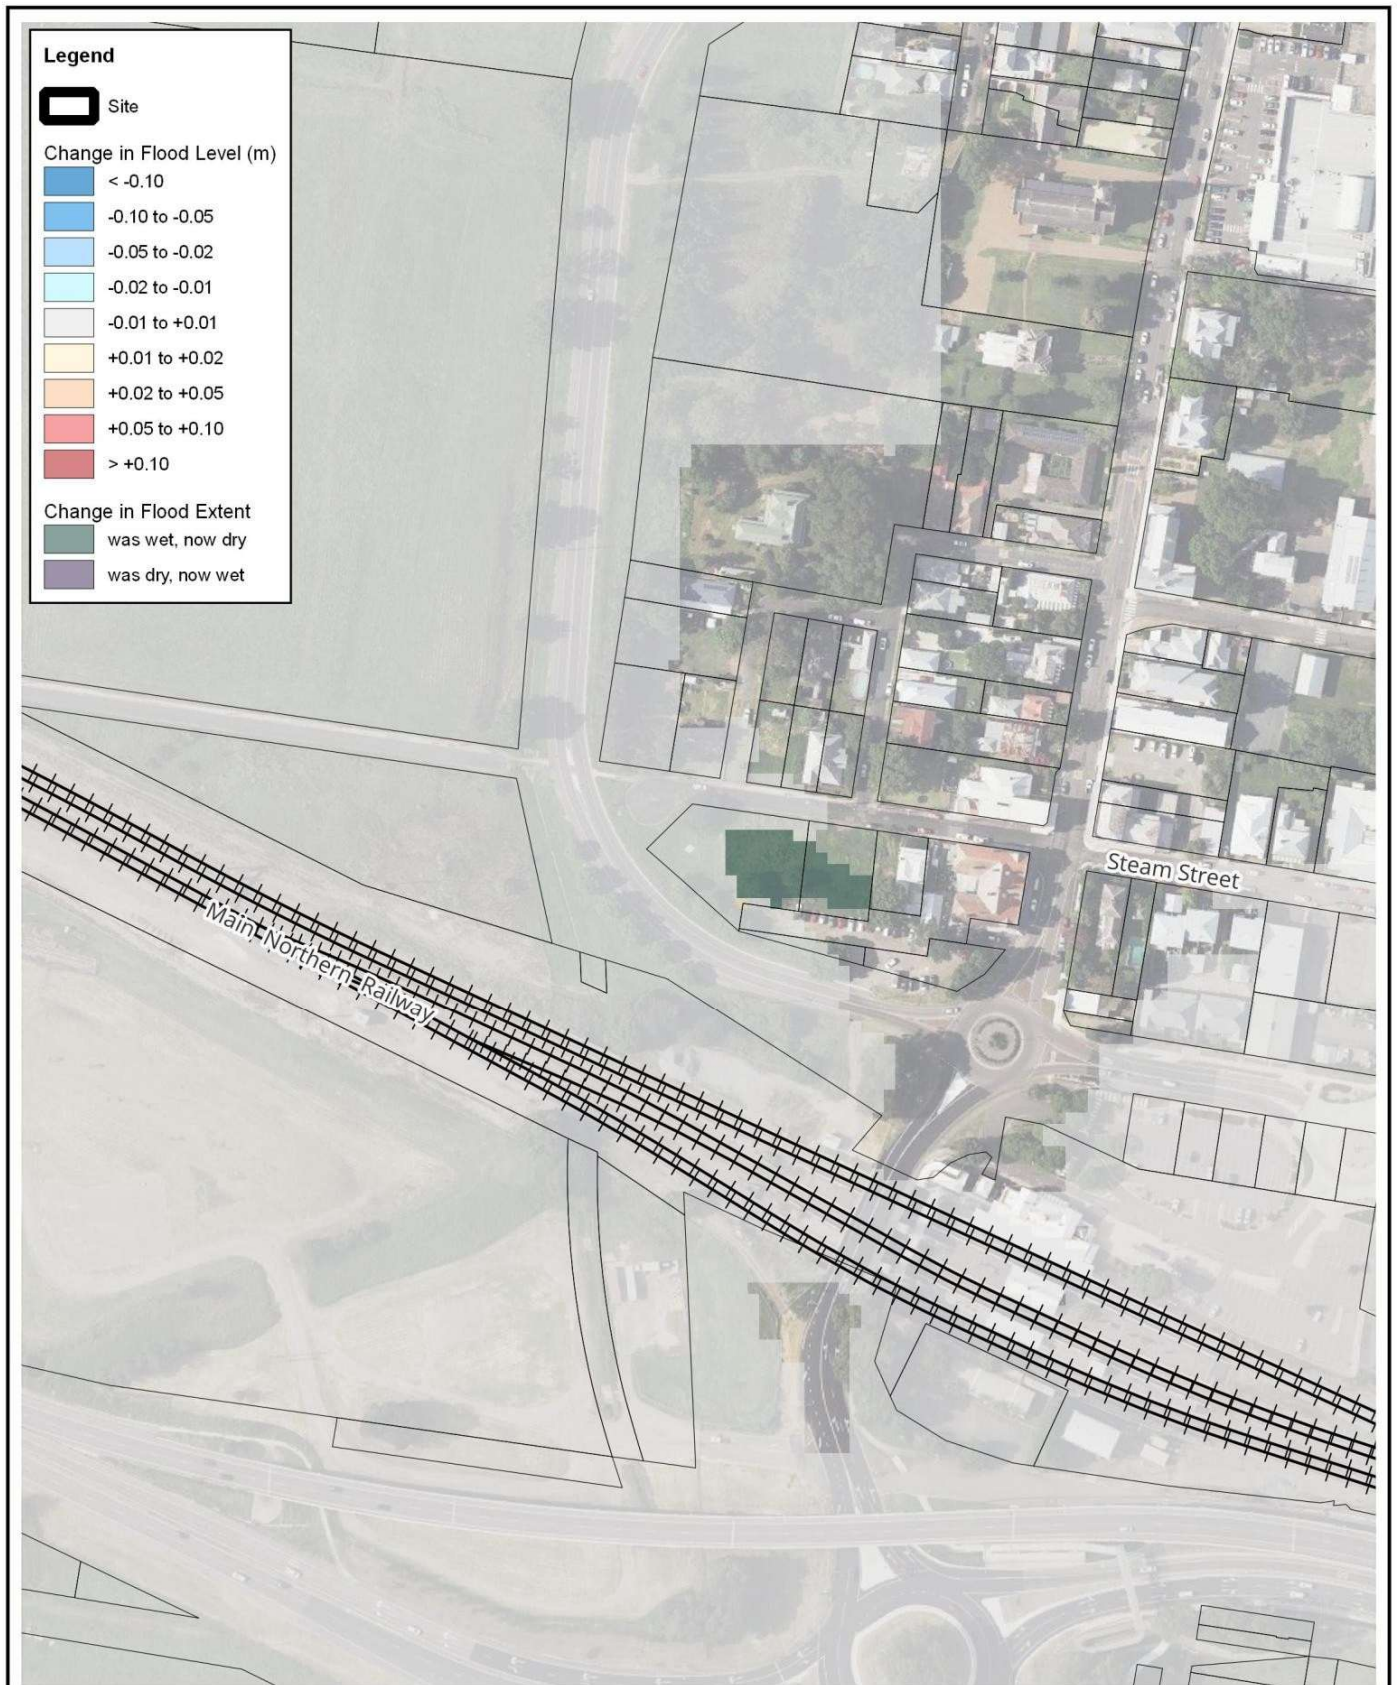 Legend
Site
Change in Flood Level (m)
< -0.10
-0.10 to -0.05
-0.05 to -0.02
-0.02 to -0.01
-0.01 to +0.01
+0.01 to +0.02
+0.02 to +0.05
+0.05 to +0.10
> +0.10
Change in Flood Extent
was wet, now dry
was dry, now wet
Steam Street
Main Northern Railway